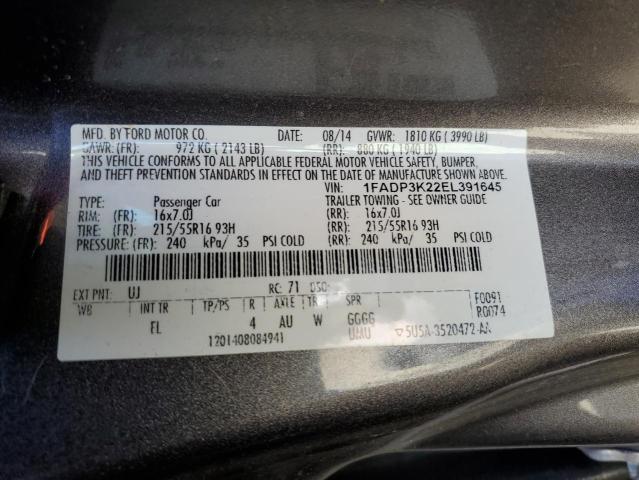 MFD. BY FORD MOTOR CO. DATE: 08/14 GVWR: 1810 KG ( 3990 LB)
GAWR: (FR): 972 KG ( 2143 LB) (RR): 880 KG ( 1940 LB)
THIS VEHICLE CONFORMS TO ALL APPLICABLE FEDERAL MOTOR VEHICLE SAFETY, BUMPER,
AND THEFT PREVENTION STANDARDS IN EFFECT ON THE DATE OF MANUFACTURE SHOWN ABOVE.
VIN: 1FADP3K22EL391645
TYPE: Passenger Car TRAILER TOWING - SEE OWNER GUIDE
RIM: (FR): 16x7.0J (RR): 16x7.0J
TIRE: (FR): 215/55R16 93H (RR): 215/55R16 93H
PRESSURE: (FR): 240 kPa/ 35 PSI COLD (RR): 240 kPa/ 35 PSI COLD
EXT PNT: UJ RC: 71 DSO: F0091
WB INT TR TP/PS R AXLE TR SPR R0074
FL 4 AU W GGGG
1201408084941 UMU 5U5A-3520472-AA